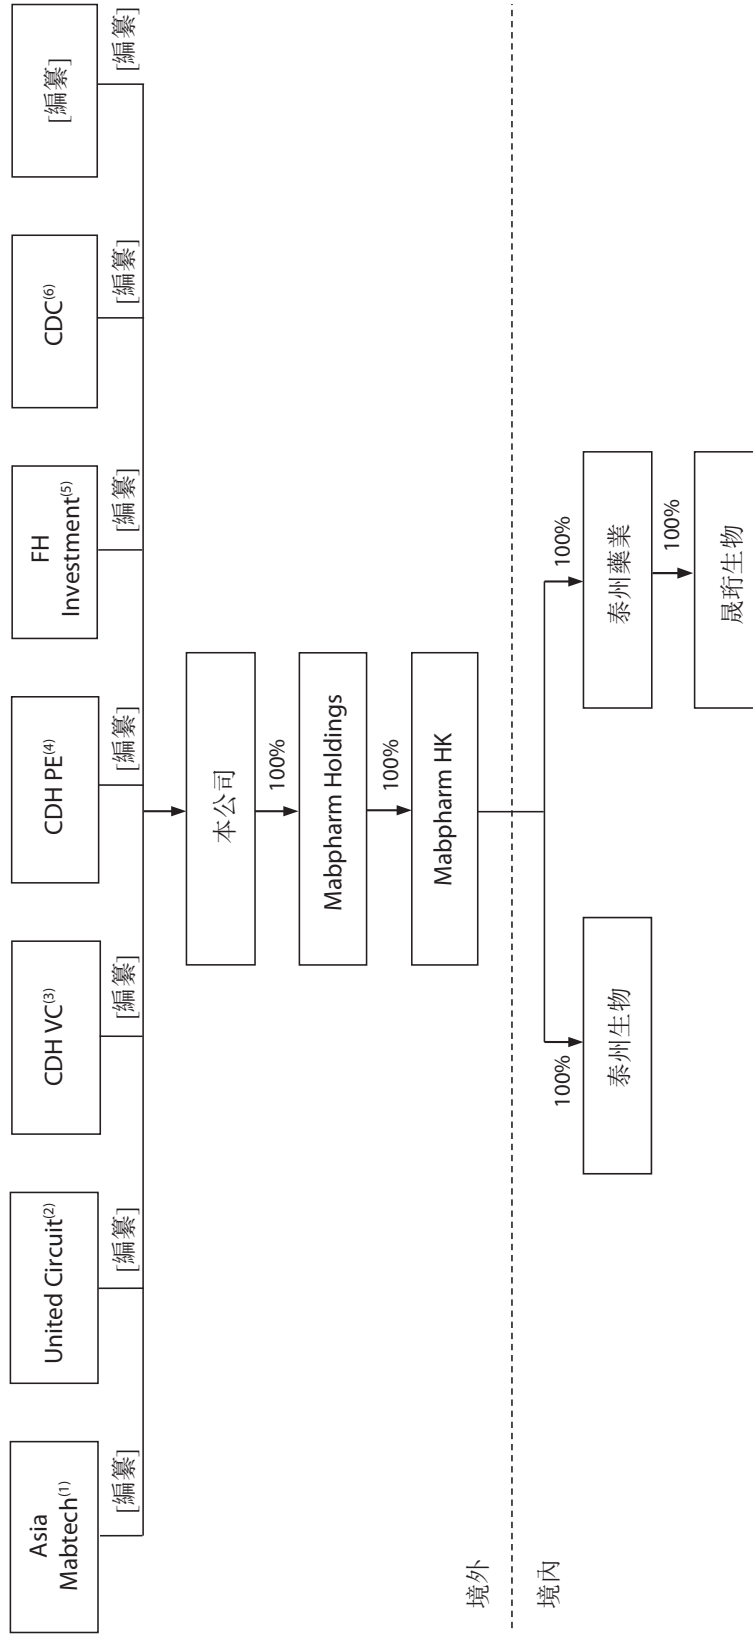 Asia
Mabtech(1)
United Circuit(2)
CDH VC(3)
CDH PE(4)
FH
Investment(5)
CDC(6)
[編纂]
[編纂]
[編纂]
[編纂]
[編纂]
[編纂]
[編纂]
[編纂]
本公司
100%
Mabpharm Holdings
100%
Mabpharm HK
境外
境內
100%
100%
泰州生物
泰州藥業
100%
晟珩生物